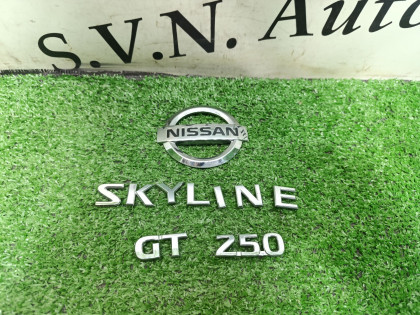 S.V.N. Auto
NISSAN
SKYLINE
GT 250